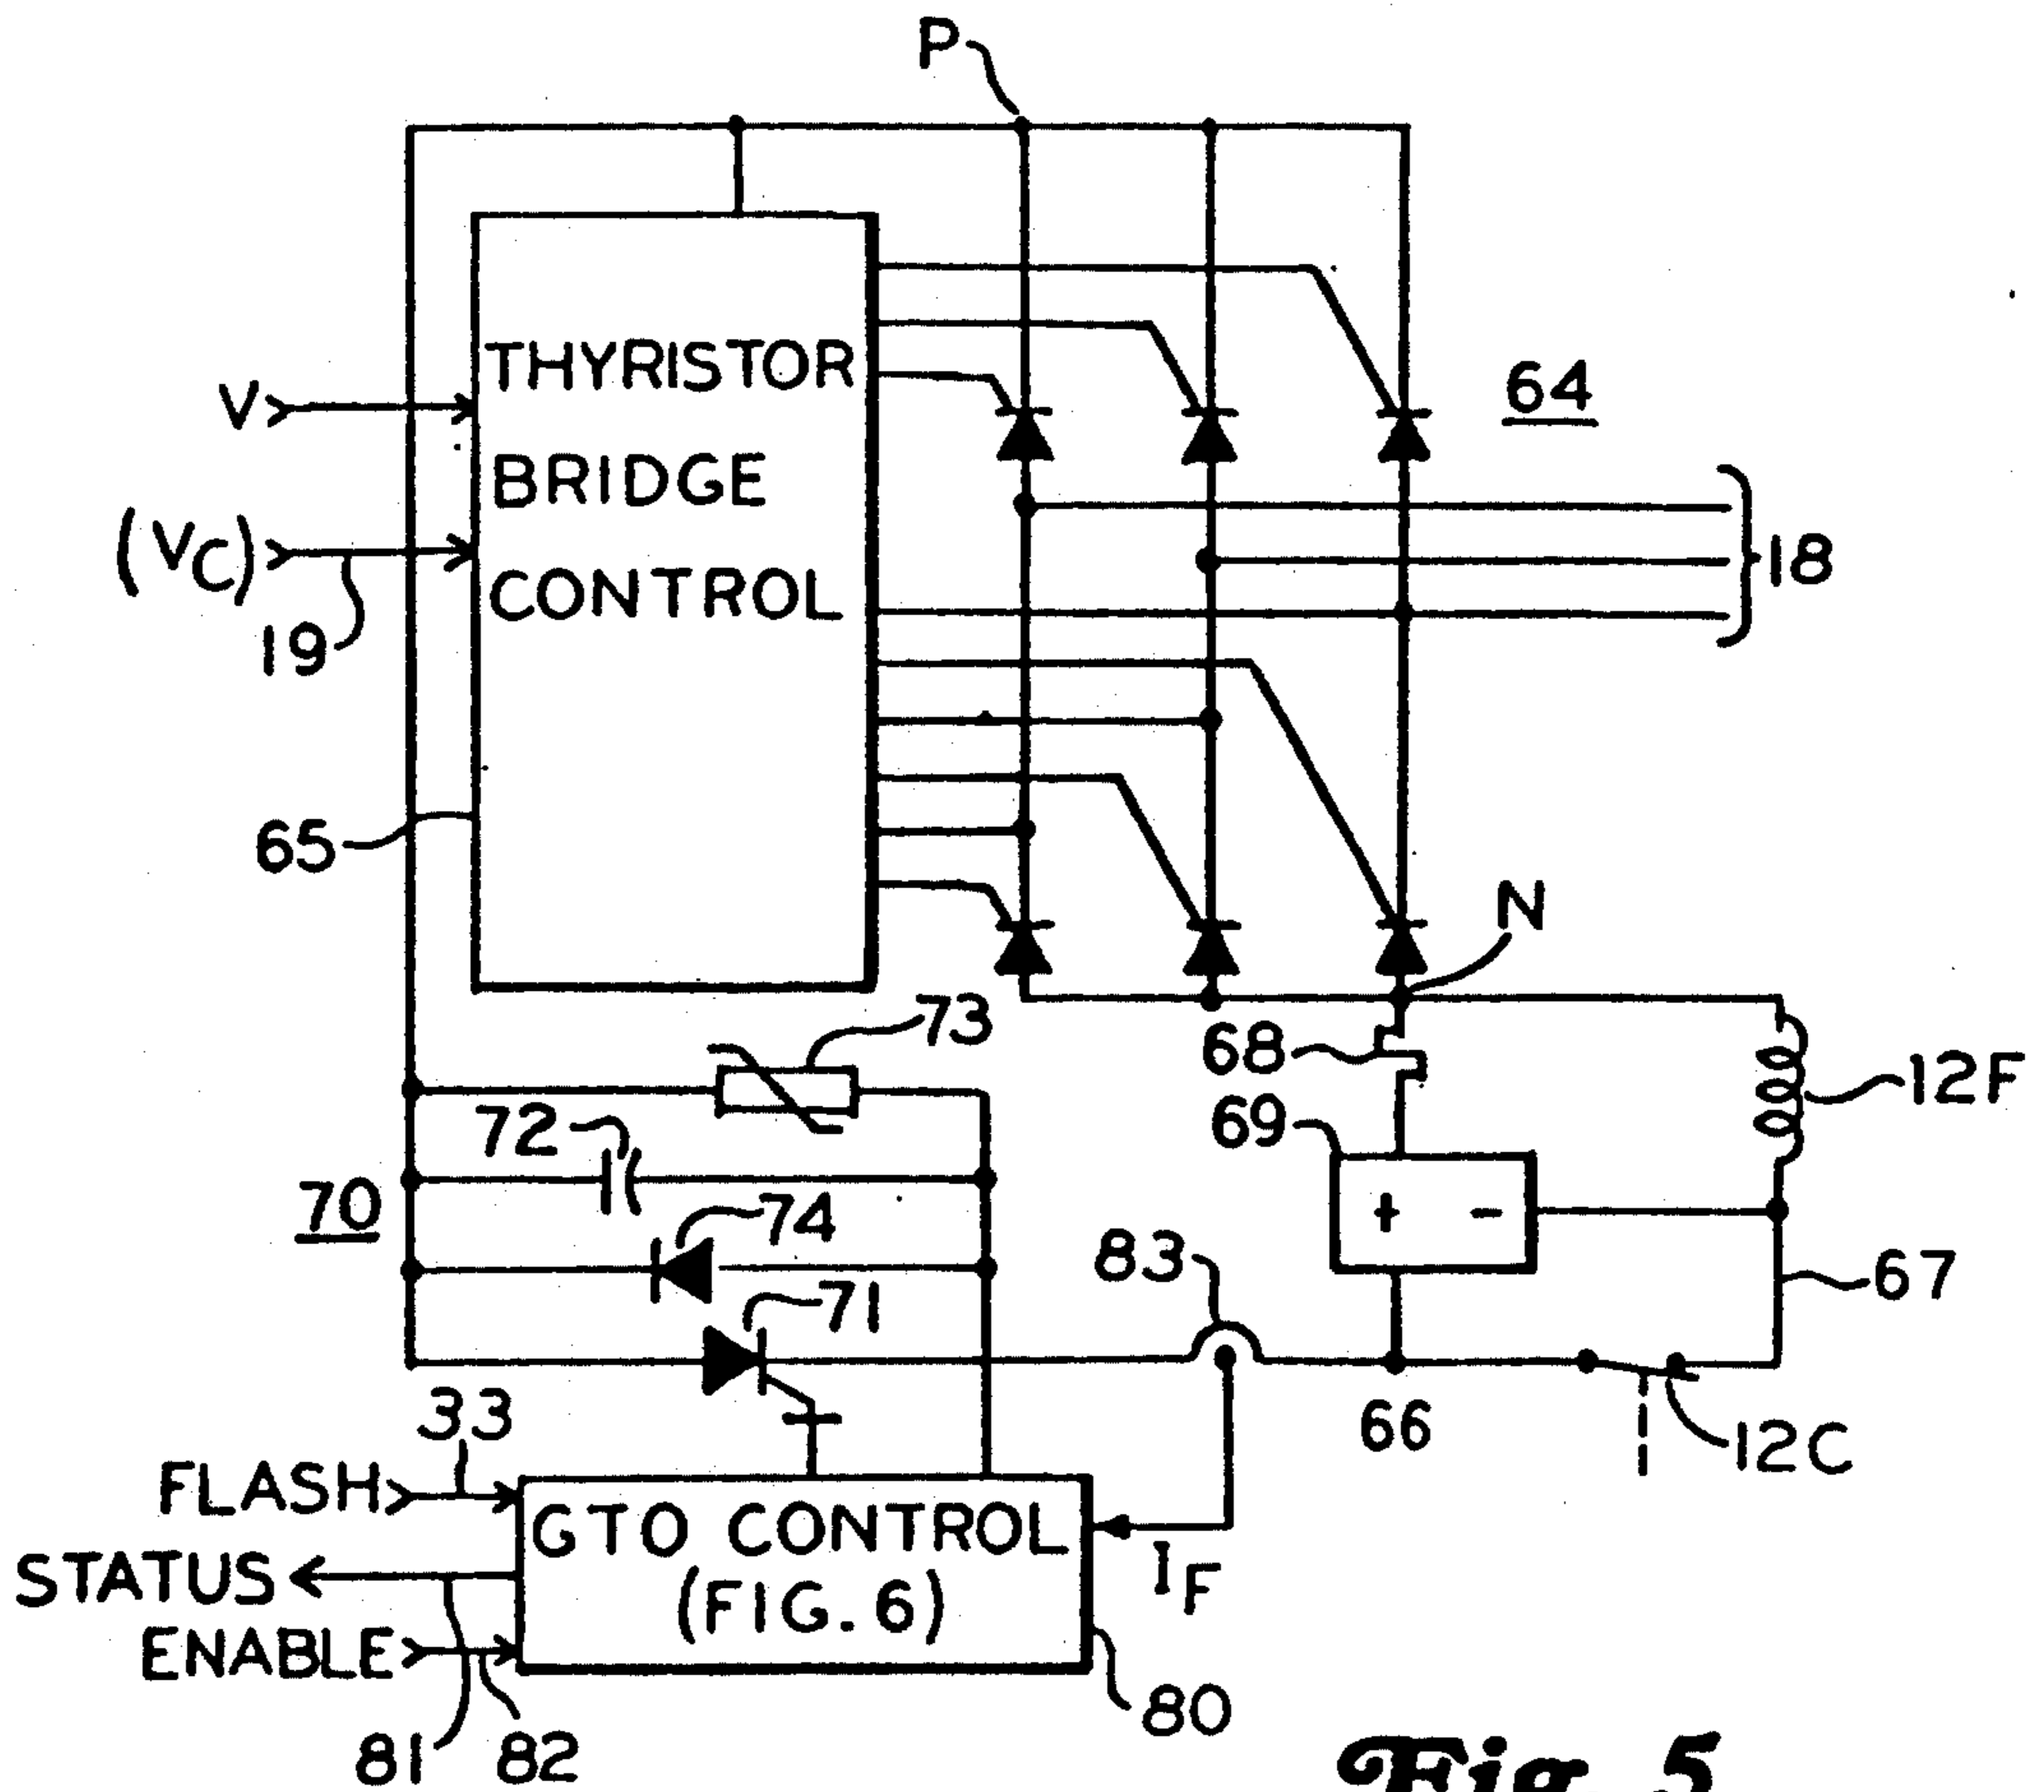 P
THYRISTOR
BRIDGE
CONTROL
V
(VC)
19
64
18
65
N
73
68
12F
72
69
70
74
83
71
67
33
66
12C
FLASH
GTO CONTROL
(FIG. 6)
IF
STATUS
ENABLE
+ -
80
81
82
Fig. 5